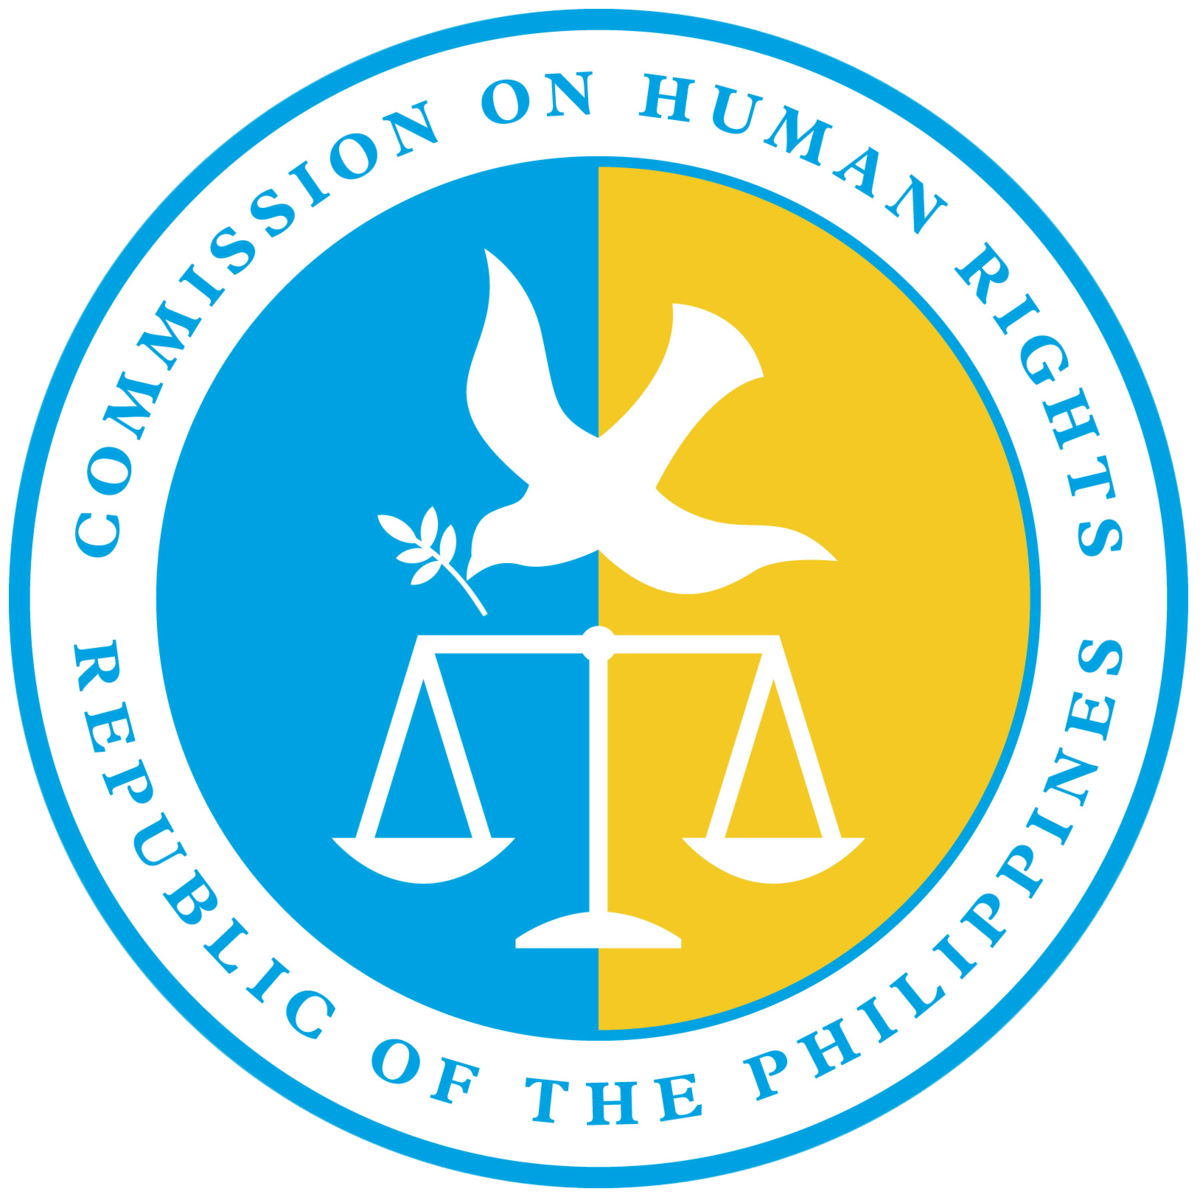 COMMISSION ON HUMAN RIGHTS
REPUBLIC OF THE PHILIPPINES